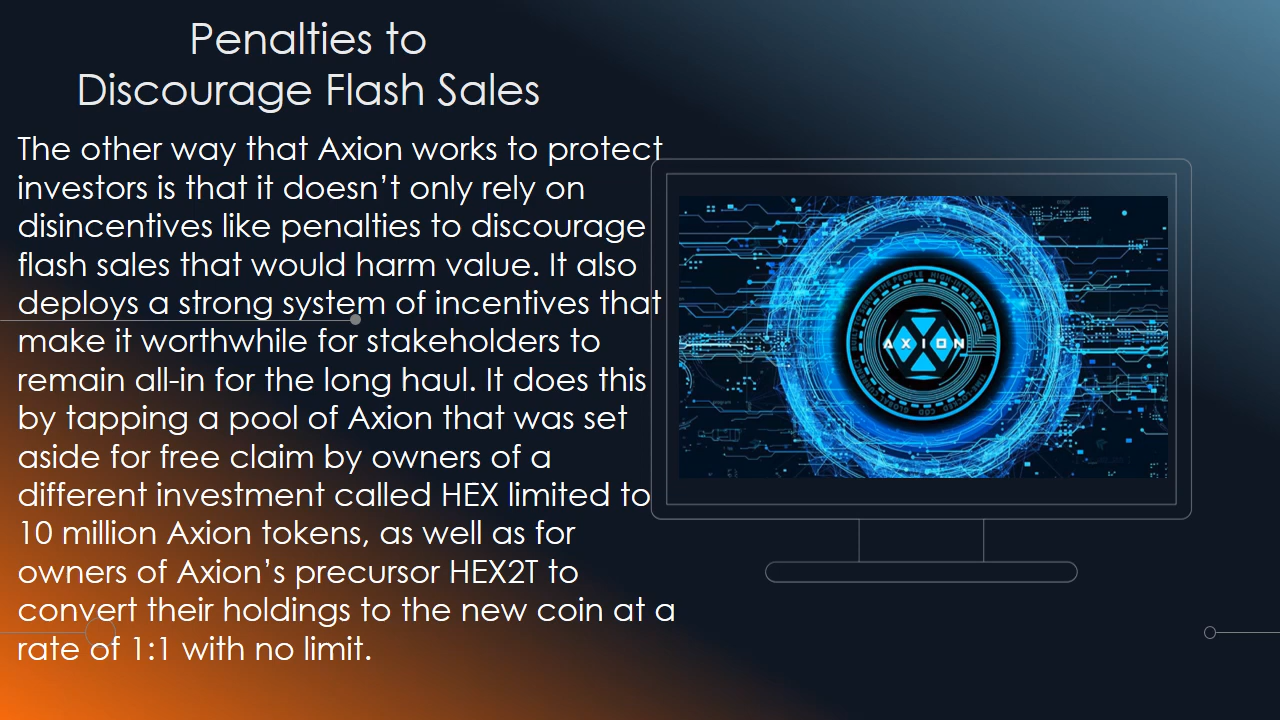 Penalties to
Discourage Flash Sales
The other way that Axion works to protect
investors is that it doesn’t only rely on
disincentives like penalties to discourage
flash sales that would harm value. It also
deploys a strong system of incentives that
make it worthwhile for stakeholders to
remain all-in for the long haul. It does this
by tapping a pool of Axion that was set
aside for free claim by owners of a
different investment called HEX limited to
10 million Axion tokens, as well as for
owners of Axion’s precursor HEX2T to
convert their holdings to the new coin at a
rate of 1:1 with no limit.
AXION